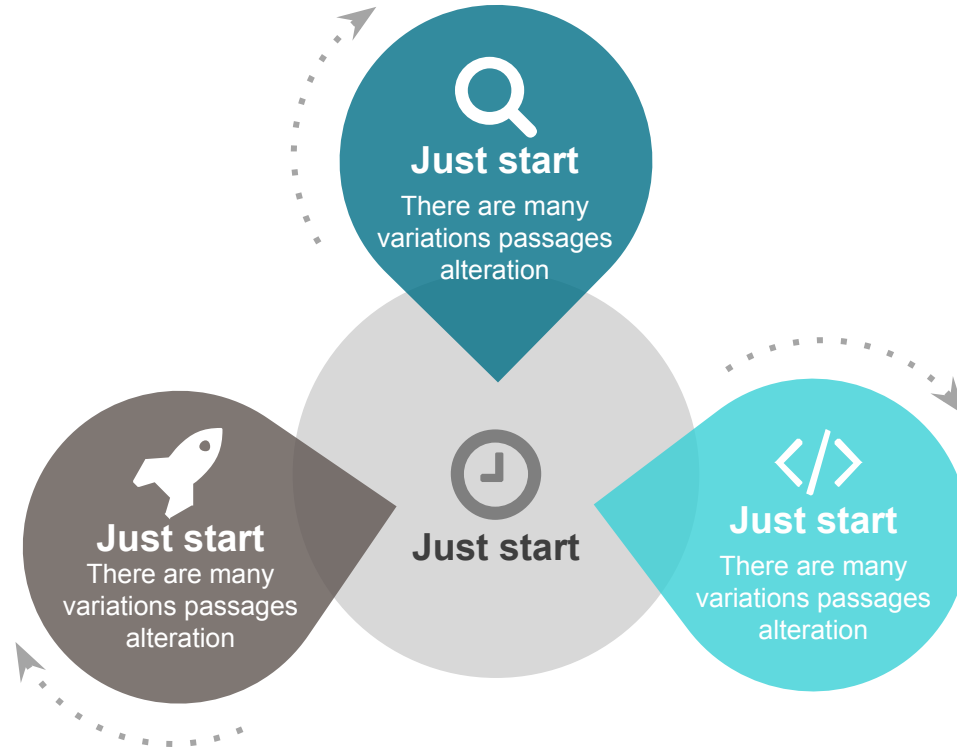 Just start
There are many
variations passages
alteration
Just start
There are many
variations passages
alteration
Just start
Just start
There are many
variations passages
alteration